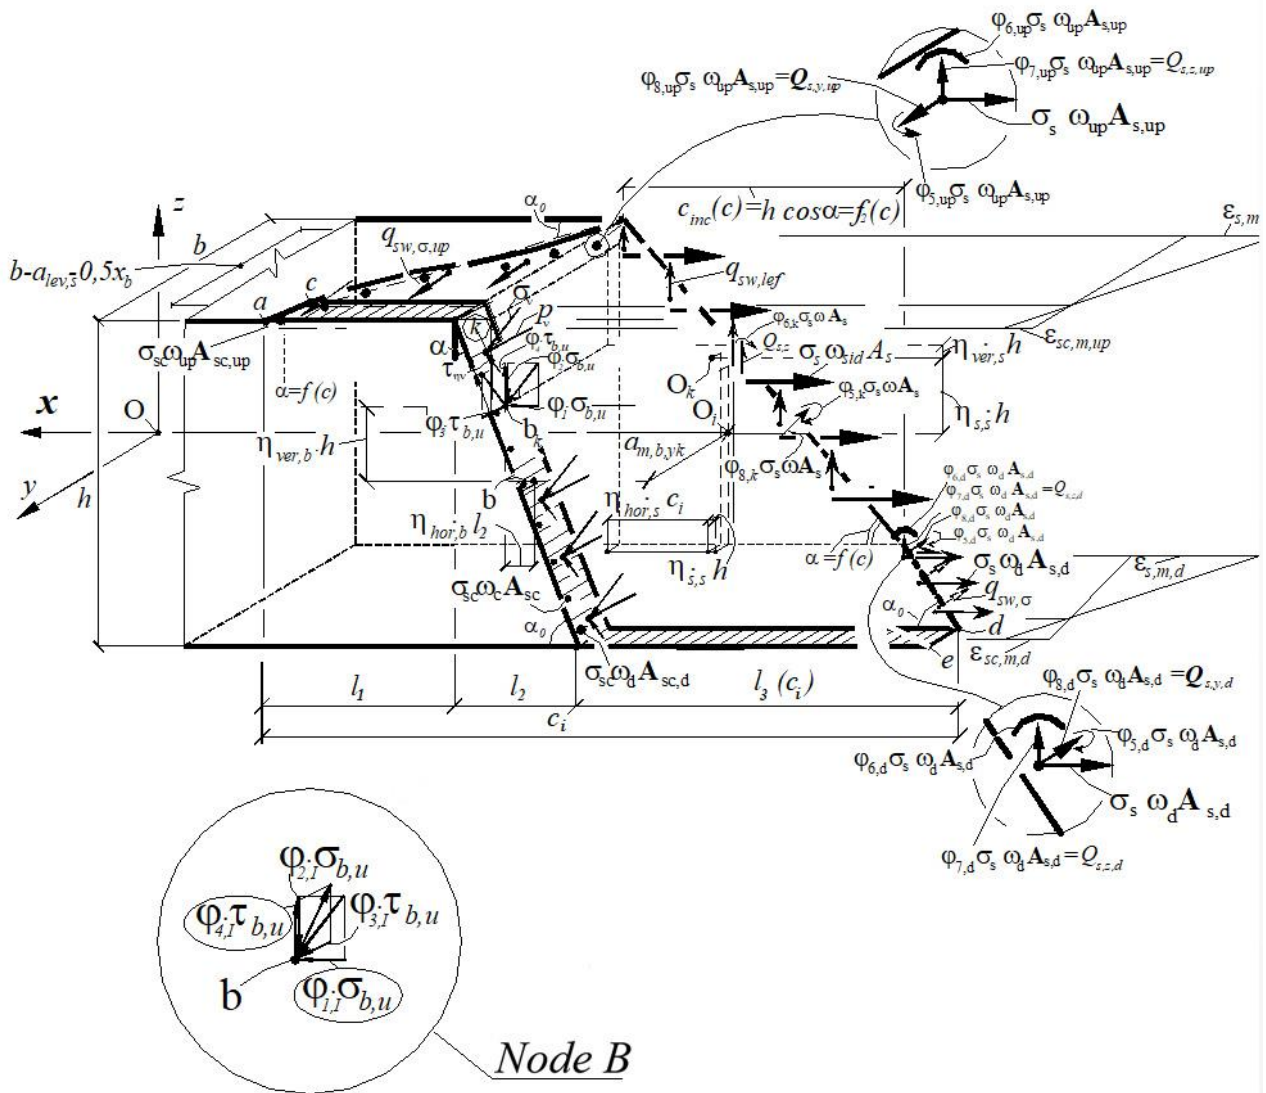 φ6,upσs ωupAs,up
φ7,upσs ωupAs,up=Qs,z,up
φ8,upσs ωupAs,up=Qs,y,up
σs ωupAs,up
φ5,upσs ωupAs,up
z
α0
cinc(c)=h cosα=f2(c)
εs,m
b
qsw,σ,up
b-alev,s-0,5xb
qsw,lef
c
a
σv
k
pv
φ4τb,u
φ6,kσsωAs
Qs,z
εsc,m,up
σscωupAsc,up
α
φ2σb,u
σs ωsid As
ηver,s·h
τηv
Ok
α=f(c)
φ5,kσsωAs
x
O
φ1σb,u
Oi
ηs,s·h
φ3τb,u
bk
am,b,yk
ηver,b·h
φ8,kσsωAs
y
h
b
φ6,dσs ωd As,d
φ7,dσs ωd As,d=Qs,z,d
φ8,dσs ωd As,d
φ5,dσs ωd As,d
ηhor,b·l2
ηhor,s·ci
ηs,s·h
α=f(c)
σsωdAs,d
εs,m,d
σscωcAsc
qsw,σ
α0
α0
d
e
εsc,m,d
σscωdAsc,d
l1
l2
l3 (ci)
ci
φ8,dσs ωdAs,d=Qs,y,d
φ5,dσs ωdAs,d
φ6,dσs ωdAs,d
σs ωdAs,d
φ7,dσs ωdAs,d=Qs,z,d
φ2,1σb,u
φ4,1τb,u
φ3,1τb,u
b
φ1,1σb,u
Node B